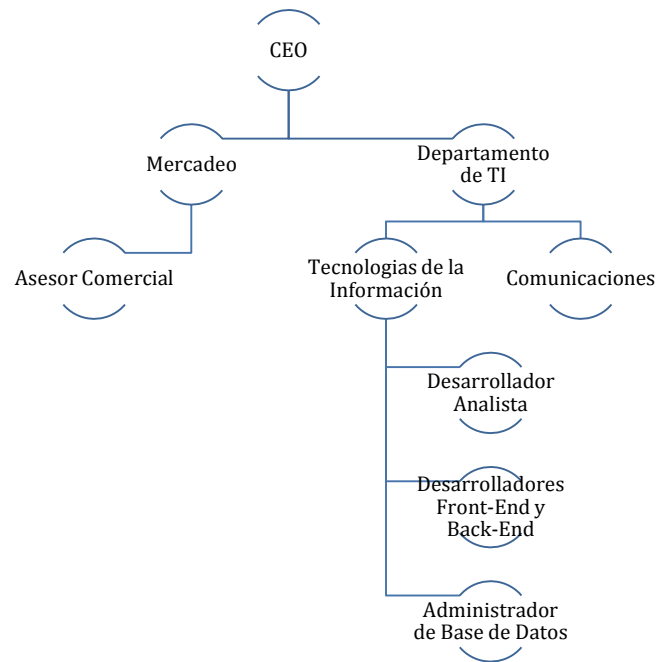 CEO
Mercadeo
Departamento
de TI
Asesor Comercial
Tecnologias de la
Información
Comunicaciones
Desarrollador
Analista
Desarrolladores
Front-End y
Back-End
Administrador
de Base de Datos